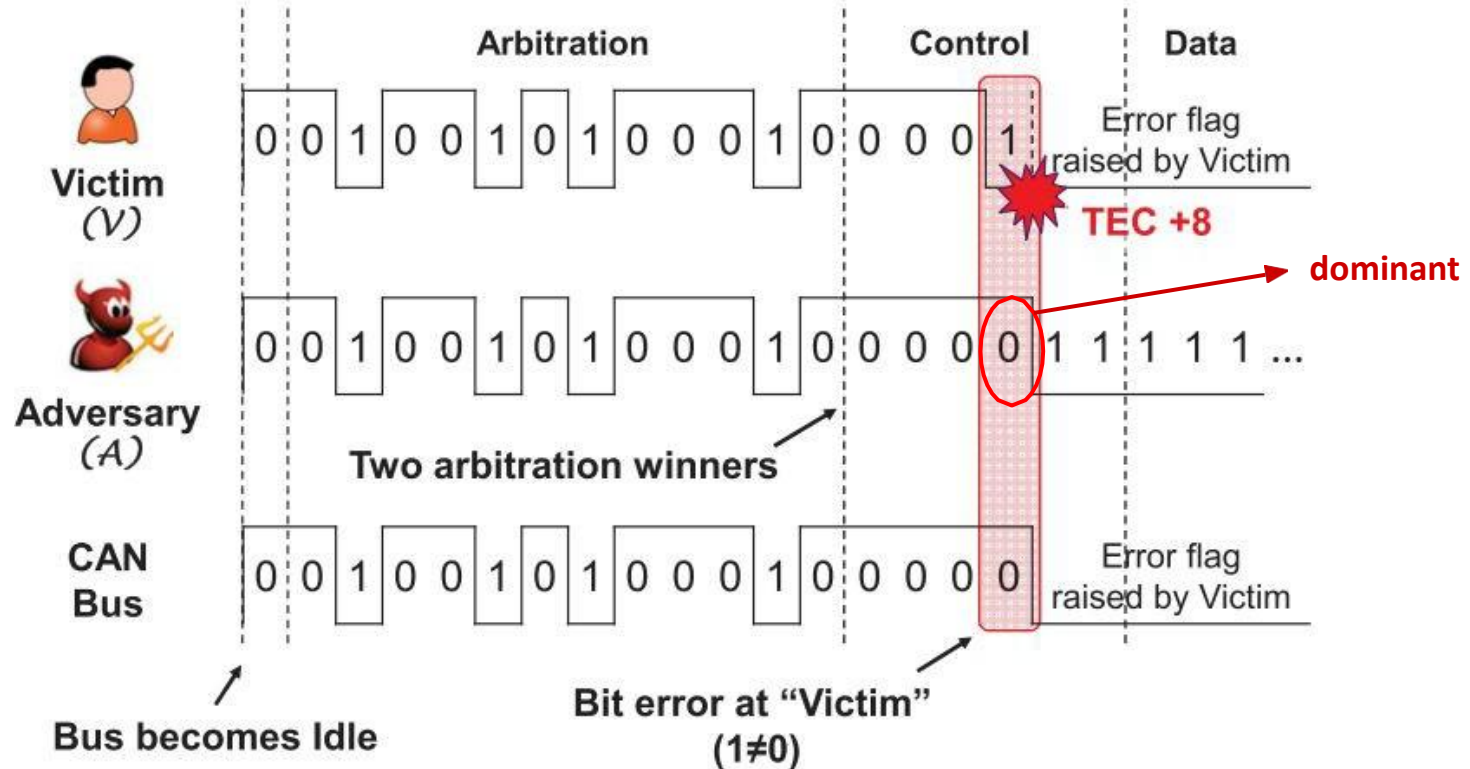 Arbitration
Control
Data
Victim
(V)
0 0 1 0 0 1 0 1 0 0 0 1 0 0 0 0 1
Error flag
raised by Victim
TEC +8
dominant
Adversary
(A)
0 0 1 0 0 1 0 1 0 0 0 1 0 0 0 0 0 1 1 1 1 1 ...
Two arbitration winners
CAN
Bus
0 0 1 0 0 1 0 1 0 0 0 1 0 0 0 0 0
Error flag
raised by Victim
Bus becomes Idle
Bit error at “Victim”
(1≠0)